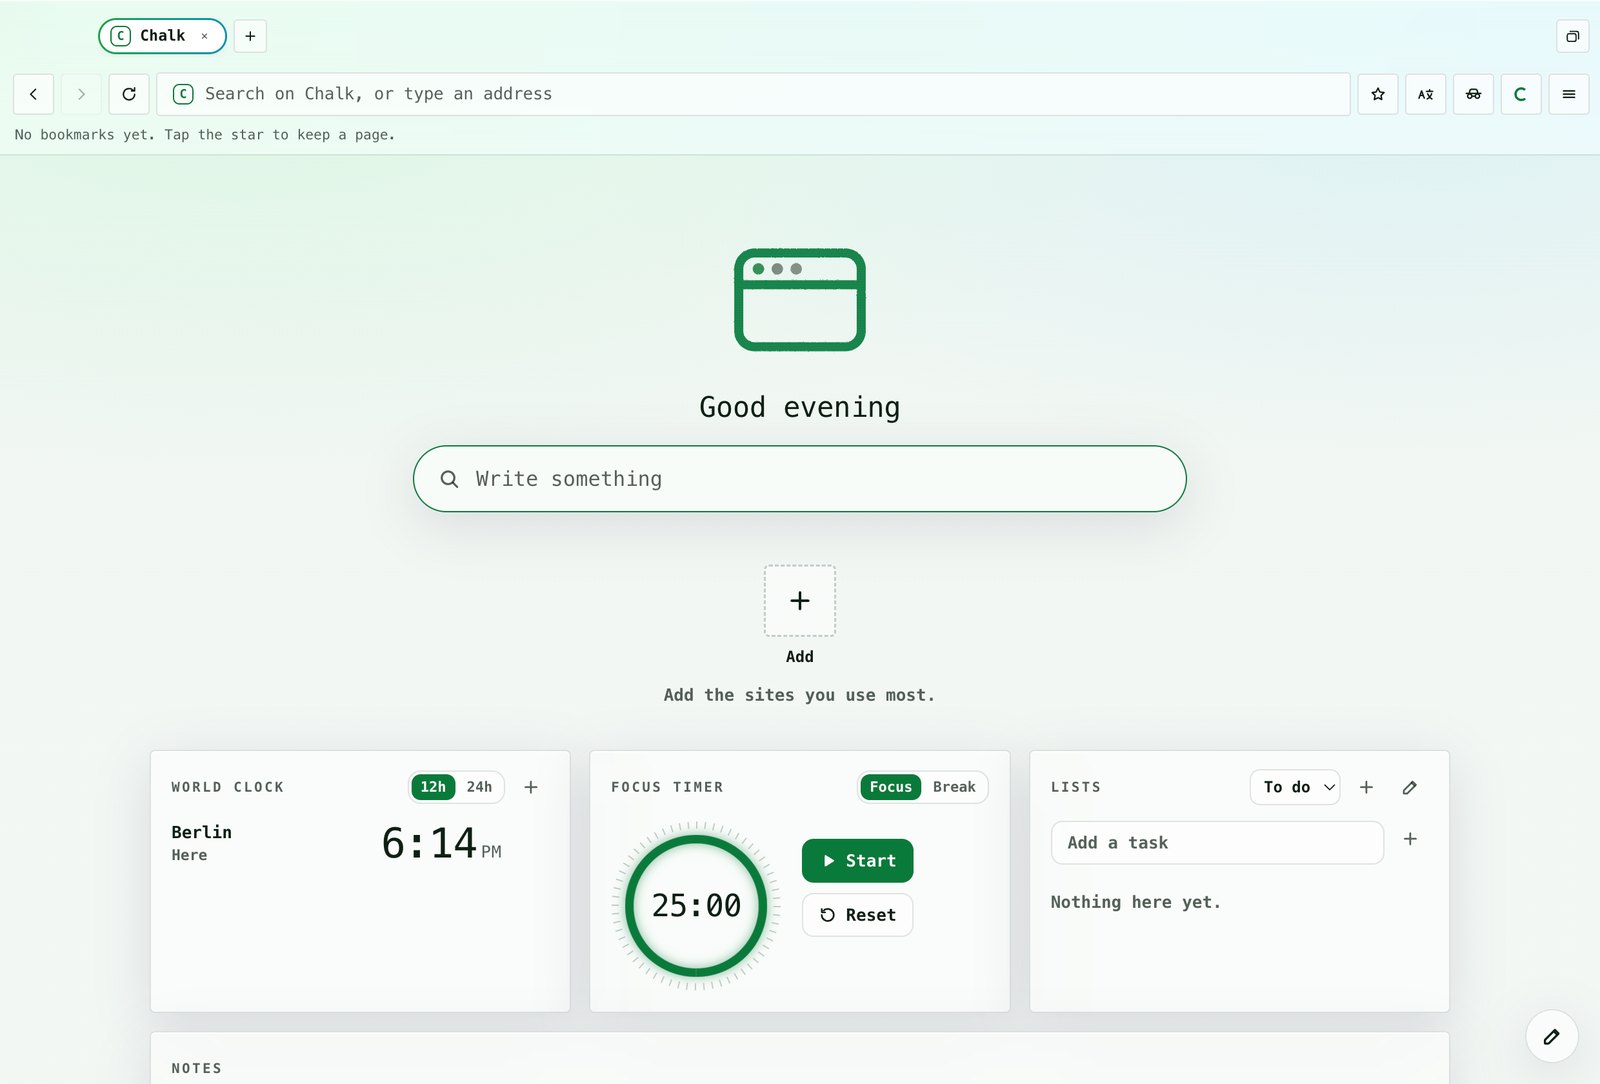 C Chalk ×
C Search on Chalk, or type an address
C
No bookmarks yet. Tap the star to keep a page.
Good evening
Write something
Add
Add the sites you use most.
WORLD CLOCK 12h 24h
Berlin
Here
6:14 PM
FOCUS TIMER Focus Break
25:00
Start
Reset
LISTS To do
Add a task
Nothing here yet.
NOTES